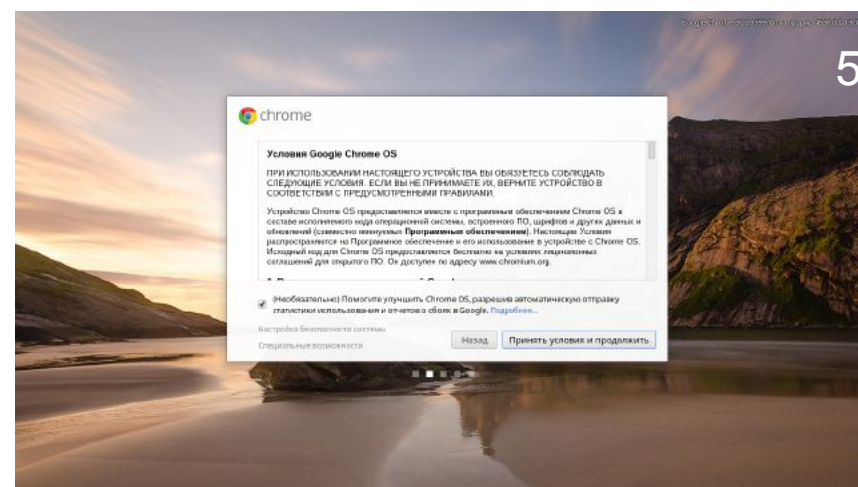 5
chrome
Условия Google Chrome OS
ПРИ ИСПОЛЬЗОВАНИИ НАСТОЯЩЕГО УСТРОЙСТВА ВЫ ОБЯЗУЕТЕСЬ СОБЛЮДАТЬ
СЛЕДУЮЩИЕ УСЛОВИЯ. ЕСЛИ ВЫ НЕ ПРИНИМАЕТЕ ИХ, ВЕРНИТЕ УСТРОЙСТВО В
СООТВЕТСТВИИ С ПРЕДУСМОТРЕННЫМИ ПРАВИЛАМИ.
Устройство Chrome OS предоставляется вместе с программным обеспечением Chrome OS в
составе исполняемого кода операционной системы, встроенного ПО, шрифтов и других данных и
обновлений (совместно именуемых Программным обеспечением). Настоящие Условия
распространяются на Программное обеспечение и его использование в устройстве с Chrome OS.
Исходный код для Chrome OS предоставляется бесплатно на условиях лицензионных
соглашений для открытого ПО. Он доступен по адресу www.chromium.org.
(Необязательно) Помогите улучшить Chrome OS, разрешив автоматическую отправку
статистики использования и отчетов о сбоях в Google. Подробнее...
Настройка безопасности системы
Специальные возможности
Назад
Принять условия и продолжить